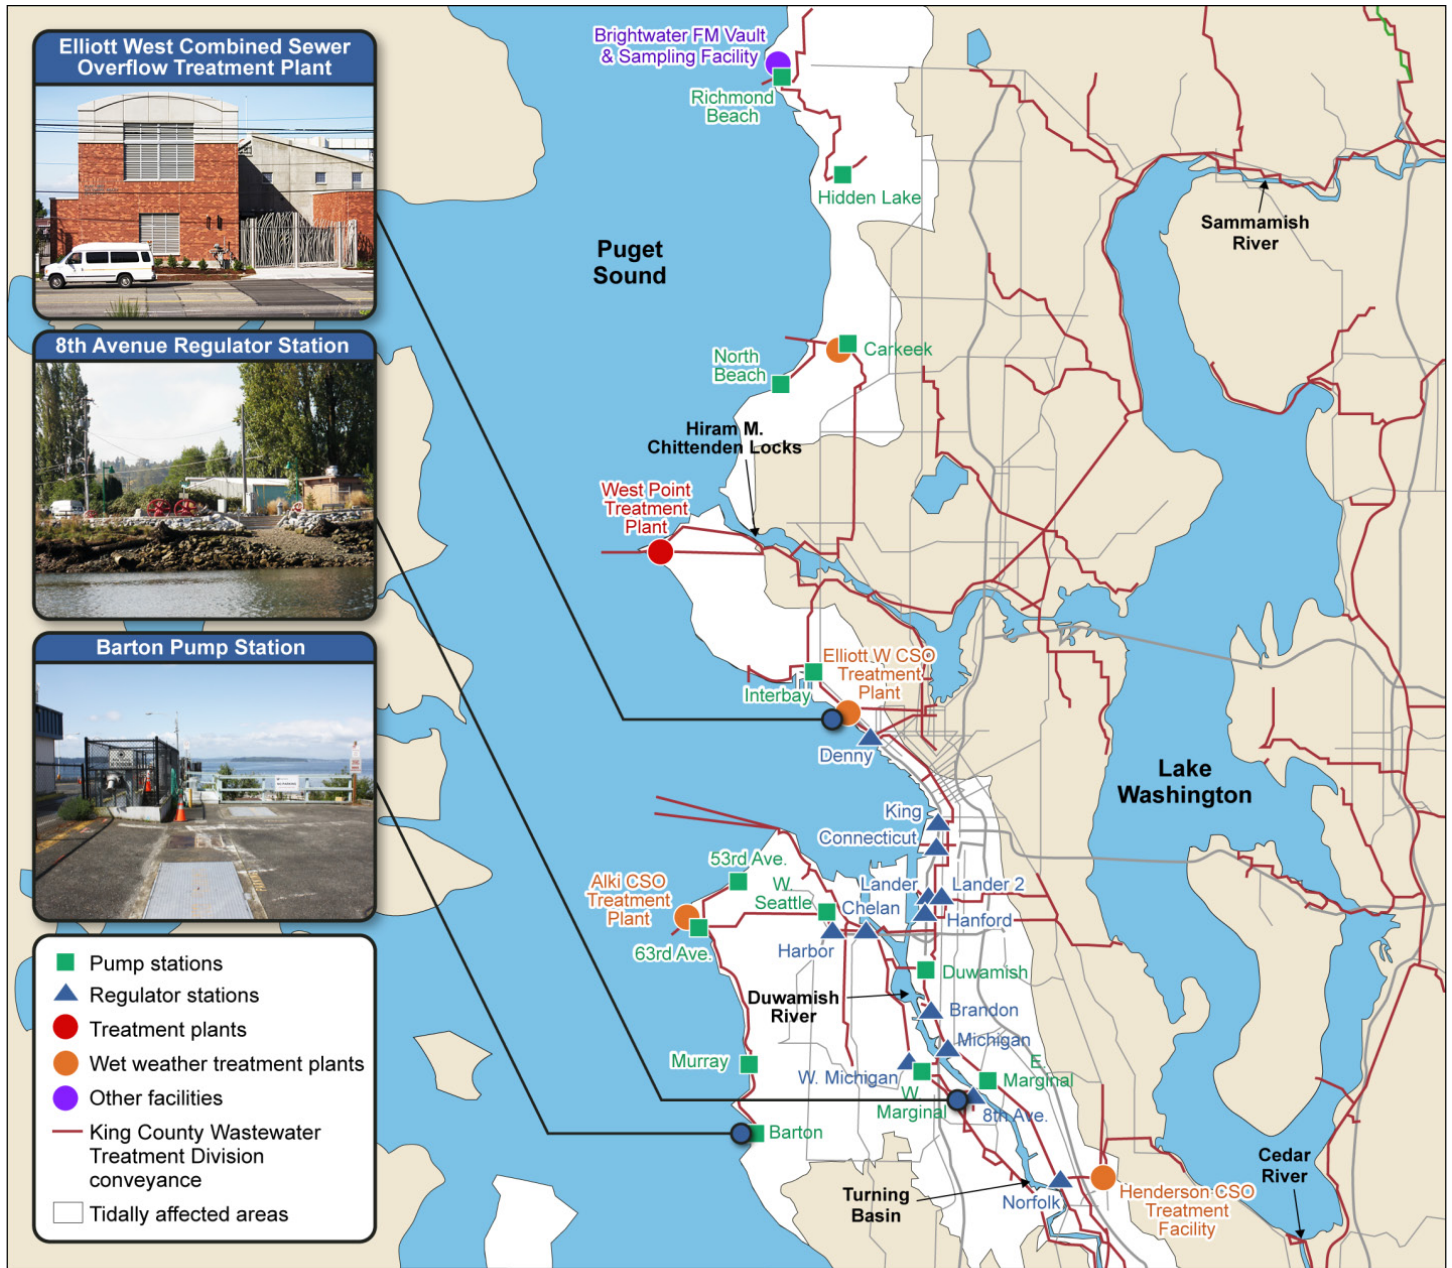 Elliott West Combined Sewer
Overflow Treatment Plant
8th Avenue Regulator Station
Barton Pump Station
Pump stations
Regulator stations
Treatment plants
Wet weather treatment plants
Other facilities
King County Wastewater
Treatment Division
conveyance
Tidally affected areas
Brightwater FM Vault
& Sampling Facility
Richmond
Beach
Hidden Lake
Puget
Sound
Sammamish
River
North
Beach
Carkeek
Hiram M.
Chittenden Locks
West Point
Treatment
Plant
Elliott W CSO
Treatment
Plant
Interbay
Denny
Lake
Washington
King
Connecticut
53rd Ave.
Alki CSO
Treatment
Plant
W.
Seattle
Lander
Lander 2
Chelan
Hanford
63rd Ave.
Harbor
Duwamish
Duwamish
River
Brandon
Michigan
Murray
W. Michigan
E.
Marginal
W.
Marginal
8th Ave.
Barton
Turning
Basin
Norfolk
Henderson CSO
Treatment
Facility
Cedar
River